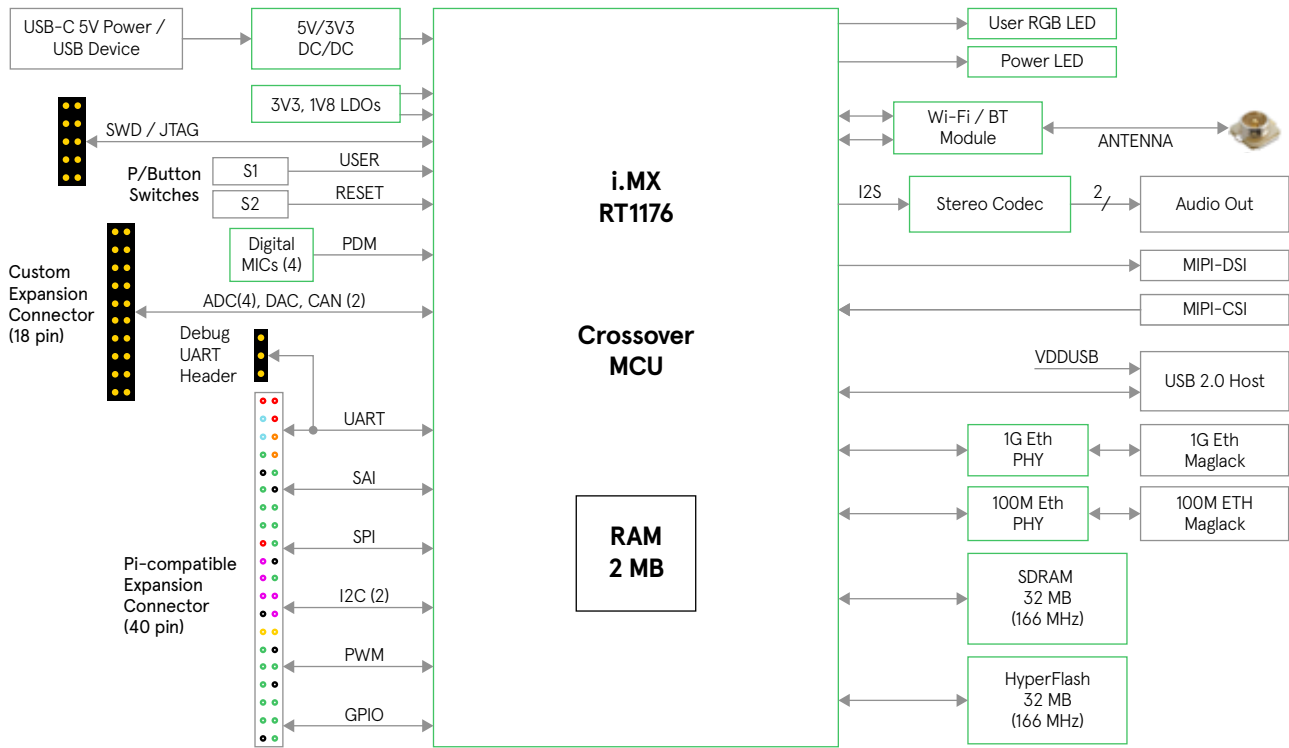 USB-C 5V Power /
USB Device
5V/3V3
DC/DC
3V3, 1V8 LDOs
SWD / JTAG
P/Button
Switches
S1
USER
S2
RESET
Digital
MICs (4)
PDM
Custom
Expansion
Connector
(18 pin)
ADC(4), DAC, CAN (2)
Debug
UART
Header
UART
SAI
SPI
Pi-compatible
Expansion
Connector
(40 pin)
I2C (2)
PWM
GPIO
i.MX
RT1176
Crossover
MCU
RAM
2 MB
User RGB LED
Power LED
Wi-Fi / BT
Module
ANTENNA
I2S
Stereo Codec
2/
Audio Out
MIPI-DSI
MIPI-CSI
VDDUSB
USB 2.0 Host
1G Eth
PHY
1G Eth
Maglack
100M Eth
PHY
100M ETH
Maglack
SDRAM
32 MB
(166 MHz)
HyperFlash
32 MB
(166 MHz)